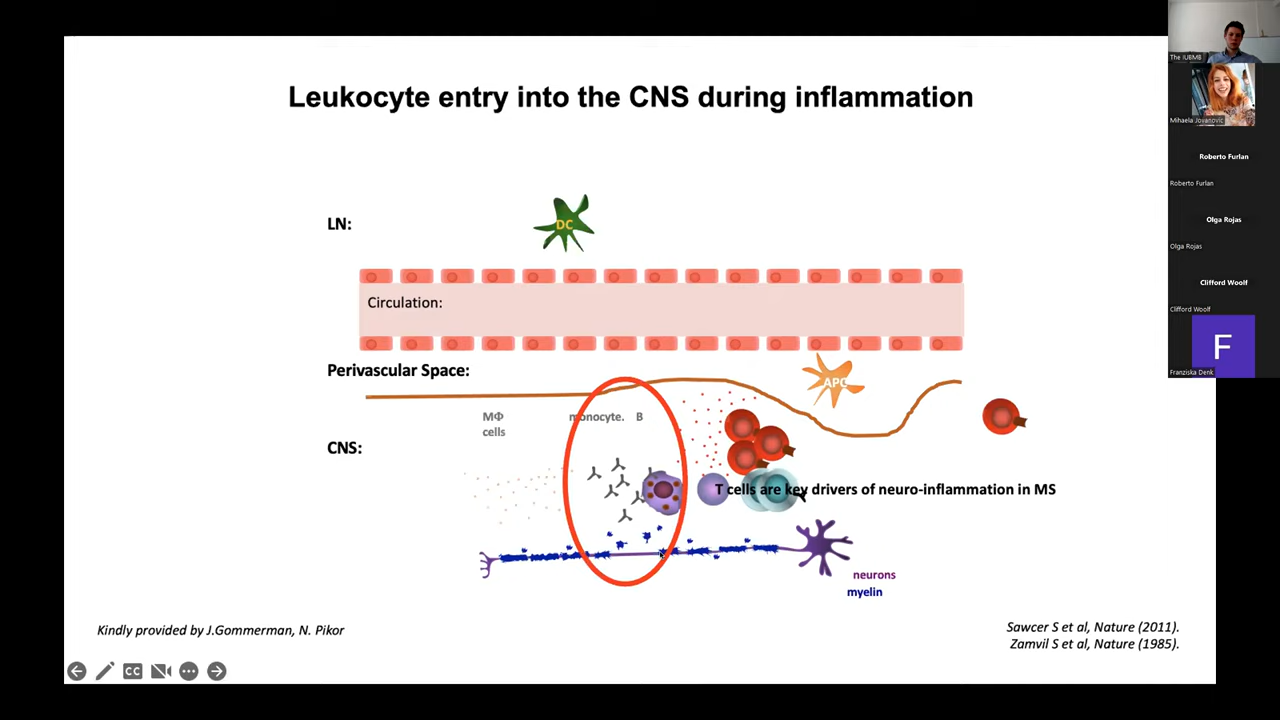 Leukocyte entry into the CNS during inflammation
LN:
DC
Circulation:
Perivascular Space:
APC
MΦ
cells
monocyte. B
CNS:
T cells are key drivers of neuro-inflammation in MS
neurons
myelin
Kindly provided by J.Gommerman, N. Pikor
Sawcer S et al, Nature (2011).
Zamvil S et al, Nature (1985).
CC
The IUBMB
Mihaela Jovanovic
Roberto Furlan
Roberto Furlan
Olga Rojas
Olga Rojas
Clifford Woolf
Clifford Woolf
F
Franziska Denk